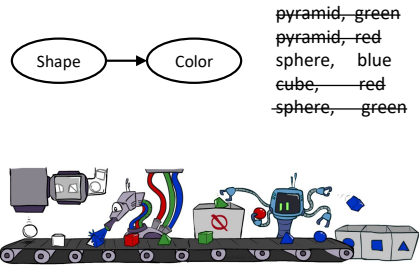 Shape
Color
pyramid, green
pyramid, red
sphere, blue
cube, red
sphere, green